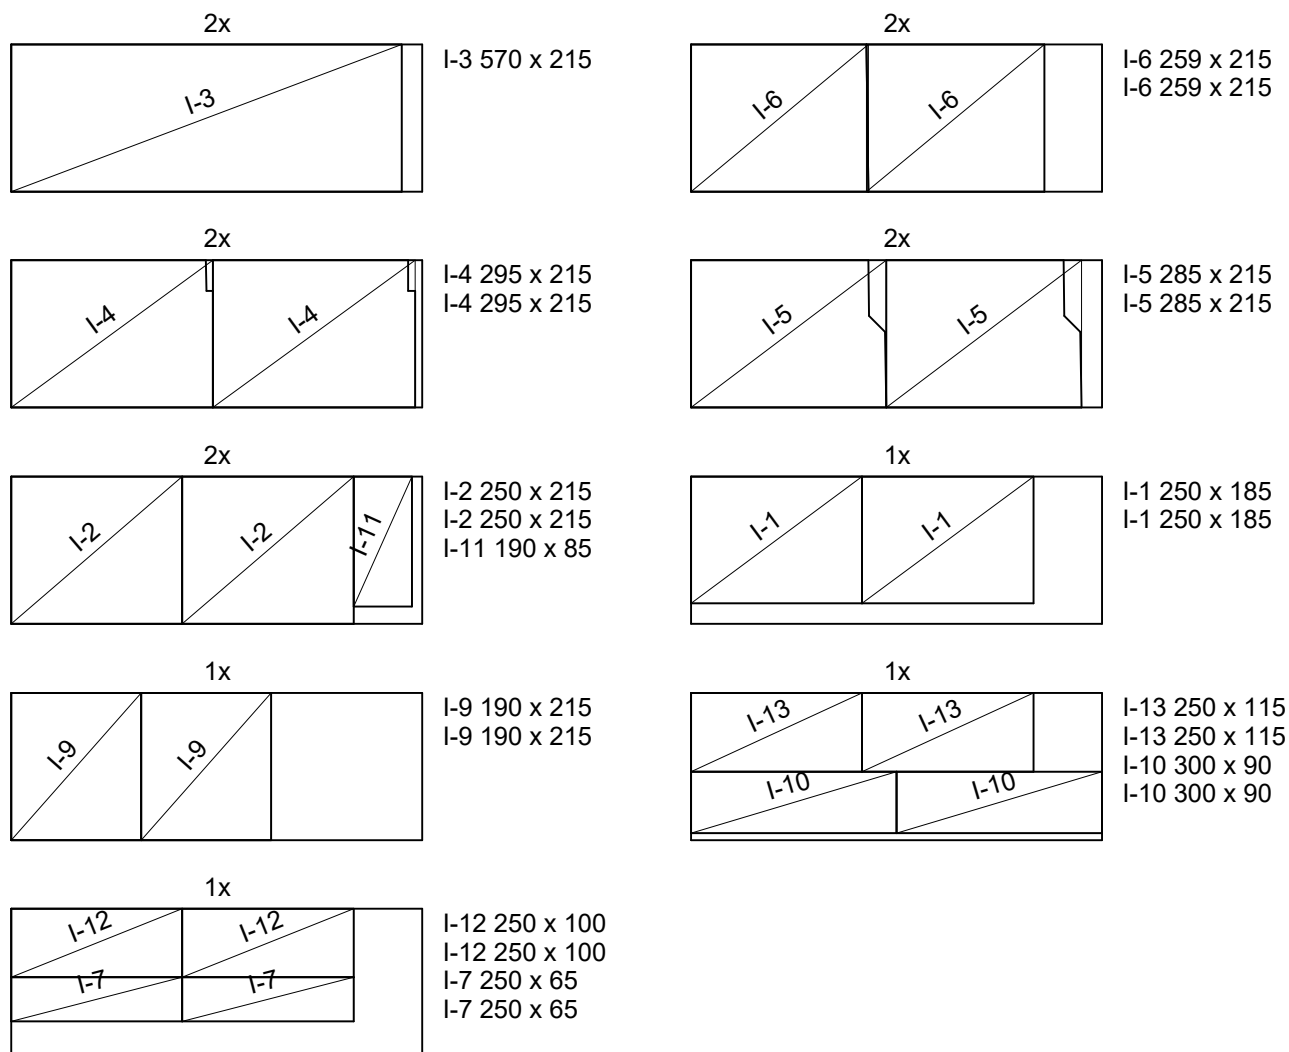 2x
I-3
I-3 570 x 215
2x
I-6 I-6
I-6 259 x 215
I-6 259 x 215
2x
I-4 I-4
I-4 295 x 215
I-4 295 x 215
2x
I-5 I-5
I-5 285 x 215
I-5 285 x 215
2x
I-2 I-2 I-11
I-2 250 x 215
I-2 250 x 215
I-11 190 x 85
1x
I-1 I-1
I-1 250 x 185
I-1 250 x 185
1x
I-9 I-9
I-9 190 x 215
I-9 190 x 215
1x
I-13 I-13
I-10 I-10
I-13 250 x 115
I-13 250 x 115
I-10 300 x 90
I-10 300 x 90
1x
I-12 I-12
I-7 I-7
I-12 250 x 100
I-12 250 x 100
I-7 250 x 65
I-7 250 x 65